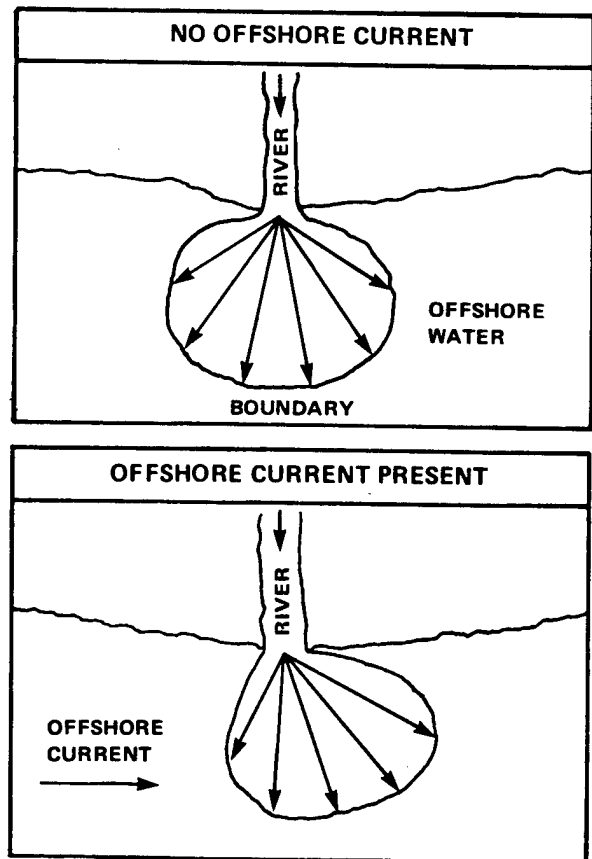 NO OFFSHORE CURRENT
RIVER
OFFSHORE
WATER
BOUNDARY
OFFSHORE CURRENT PRESENT
RIVER
OFFSHORE
CURRENT